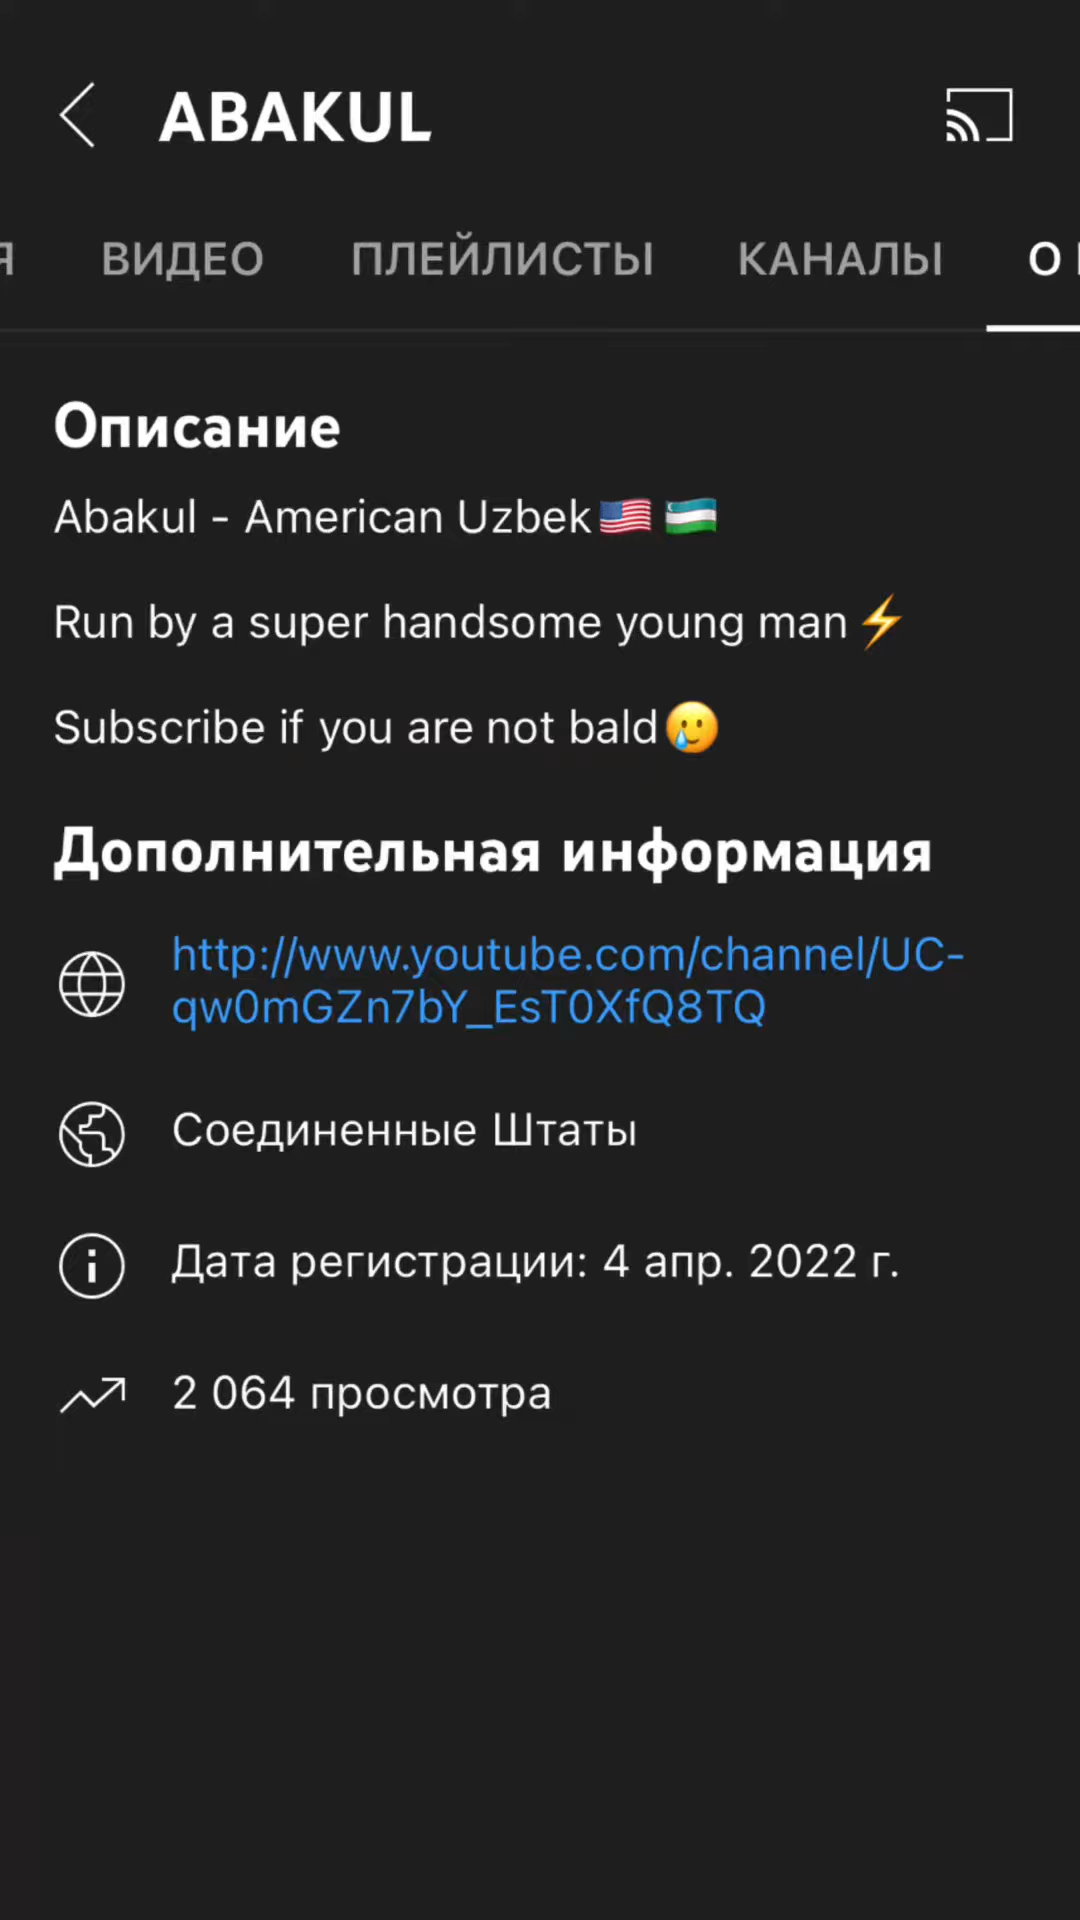 ABAKUL
Я ВИДЕО ПЛЕЙЛИСТЫ КАНАЛЫ О
Описание
Abakul - American Uzbek🇺🇸🇺🇿
Run by a super handsome young man⚡
Subscribe if you are not bald🥲
Дополнительная информация
http://www.youtube.com/channel/UC-
qw0mGZn7bY_EsT0XfQ8TQ
Соединенные Штаты
Дата регистрации: 4 апр. 2022 г.
2 064 просмотра